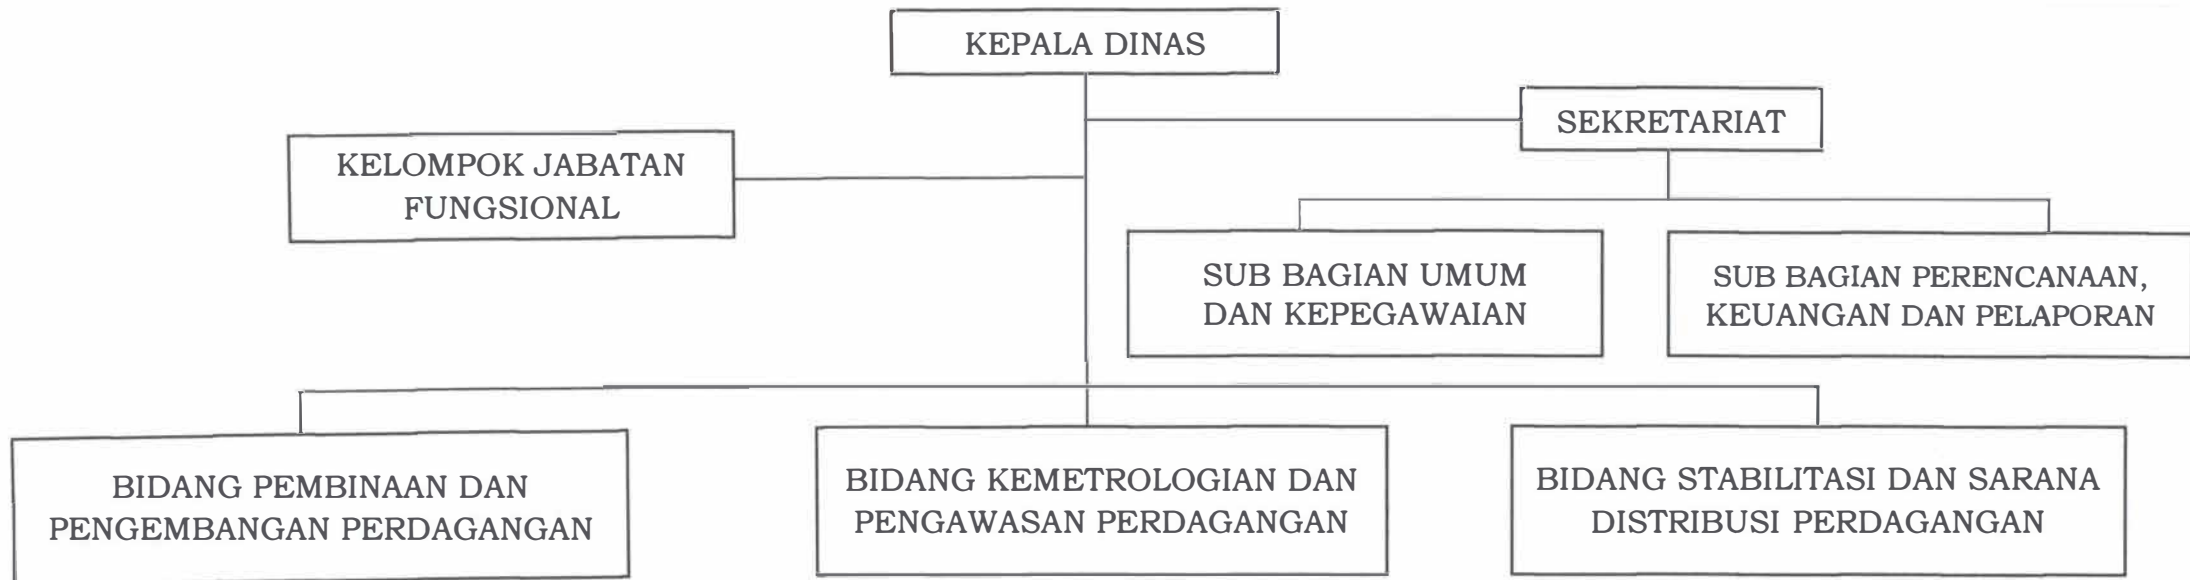 KEPALA DINAS
SEKRETARIAT
KELOMPOK JABATAN
FUNGSIONAL
SUB BAGIAN UMUM
DAN KEPEGAWAIAN
SUB BAGIAN PERENCANAAN,
KEUANGAN DAN PELAPORAN
BIDANG PEMBINAAN DAN
PENGEMBANGAN PERDAGANGAN
BIDANG KEMETROLOGIAN DAN
PENGAWASAN PERDAGANGAN
BIDANG STABILITASI DAN SARANA
DISTRIBUSI PERDAGANGAN